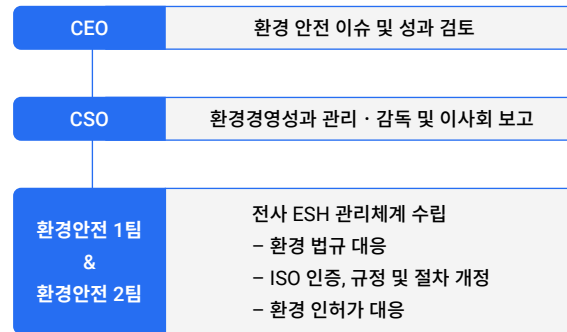 CEO
환경 안전 이슈 및 성과 검토
CSO
환경경영성과 관리 · 감독 및 이사회 보고
환경안전 1팀
&
환경안전 2팀
전사 ESH 관리체계 수립
– 환경 법규 대응
– ISO 인증, 규정 및 절차 개정
– 환경 인허가 대응